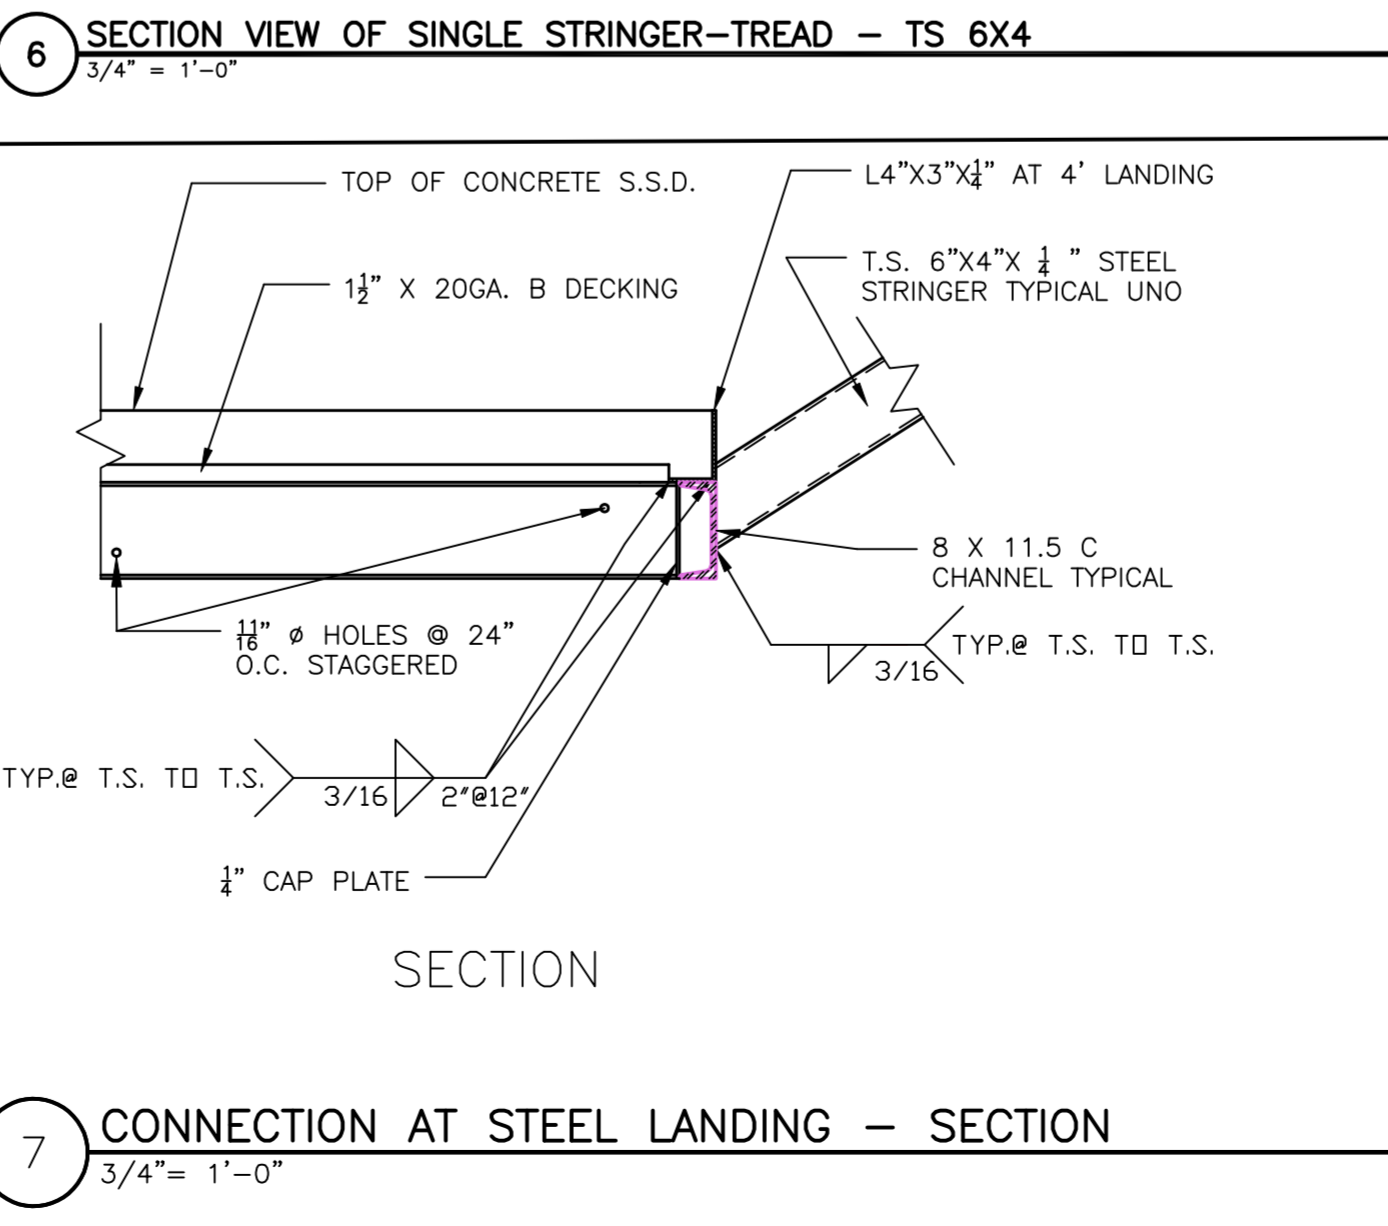 6
SECTION VIEW OF SINGLE STRINGER-TREAD - TS 6X4
3/4" = 1'-0"
TOP OF CONCRETE S.S.D.
L4"X3"X1/4" AT 4' LANDING
T.S. 6"X4"X 1/4 " STEEL
STRINGER TYPICAL UNO
1 1/2" X 20GA. B DECKING
8 X 11.5 C
CHANNEL TYPICAL
11/16" ø HOLES @ 24"
O.C. STAGGERED
TYP.@ T.S. TO T.S.
3/16
TYP.@ T.S. TO T.S.
3/16
2"@12"
1/4" CAP PLATE
SECTION
7
CONNECTION AT STEEL LANDING - SECTION
3/4"= 1'-0"